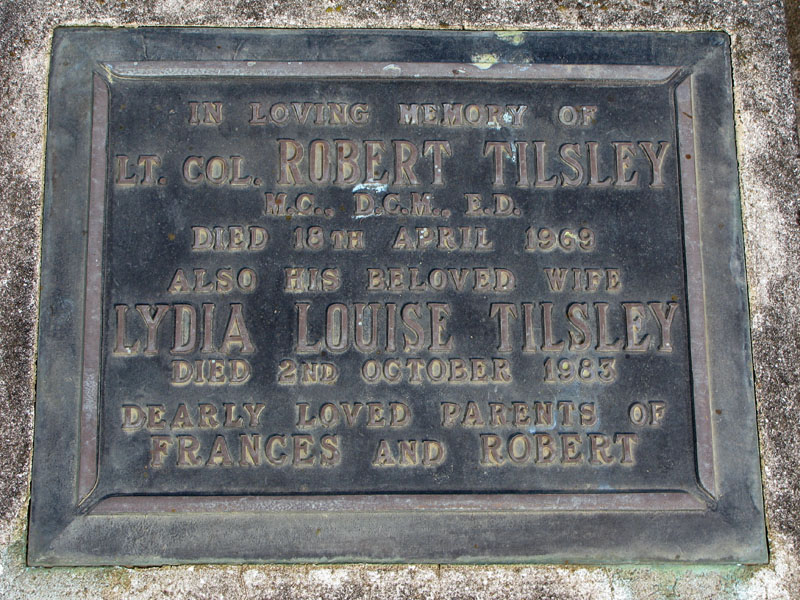 IN LOVING MEMORY OF
LT. COL. ROBERT TILSLEY
M.C., D.C.M., E.D.
DIED 18TH APRIL 1969
ALSO HIS BELOVED WIFE
LYDIA LOUISE TILSLEY
DIED 2ND OCTOBER 1983
DEARLY LOVED PARENTS OF
FRANCES AND ROBERT